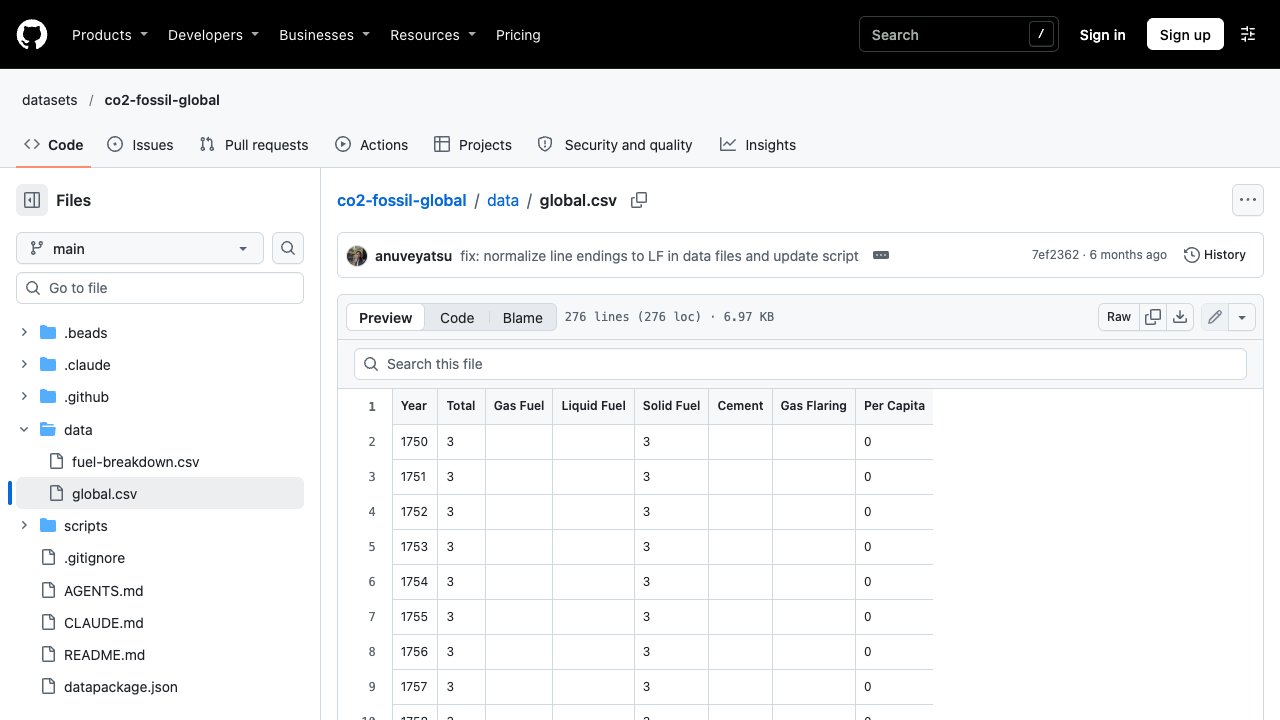 Products Developers Businesses Resources Pricing Search / Sign in Sign up
datasets / co2-fossil-global
Code Issues Pull requests Actions Projects Security and quality Insights
Files
main
Go to file
.beads
.claude
.github
data
fuel-breakdown.csv
global.csv
scripts
.gitignore
AGENTS.md
CLAUDE.md
README.md
datapackage.json
co2-fossil-global / data / global.csv
anuveyatsu fix: normalize line endings to LF in data files and update script 7ef2362 · 6 months ago History
Preview Code Blame 276 lines (276 loc) · 6.97 KB Raw
Search this file
1 Year Total Gas Fuel Liquid Fuel Solid Fuel Cement Gas Flaring Per Capita
2 1750 3 3 0
3 1751 3 3 0
4 1752 3 3 0
5 1753 3 3 0
6 1754 3 3 0
7 1755 3 3 0
8 1756 3 3 0
9 1757 3 3 0
10 1758 3 3 0